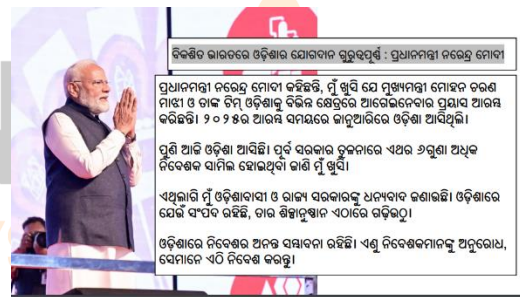 ବିକଶିତ ଭାରତରେ ଓଡ଼ିଶାର ଯୋଗଦାନ ଗୁରୁତ୍ୱପୂର୍ଣ୍ଣ : ପ୍ରଧାନମନ୍ତ୍ରୀ ନରେନ୍ଦ୍ର ମୋଦୀ
ପ୍ରଧାନମନ୍ତ୍ରୀ ନରେନ୍ଦ୍ର ମୋଦୀ କହିଛନ୍ତି, ମୁଁ ଖୁସି ଯେ ମୁଖ୍ୟମନ୍ତ୍ରୀ ମୋହନ ଚରଣ
ମାଝୀ ଓ ତାଙ୍କ ଟିମ୍ ଓଡ଼ିଶାକୁ ବିଭିନ୍ନ କ୍ଷେତ୍ରରେ ଆଗେଇନେବାର ପ୍ରୟାସ ଆରମ୍ଭ
କରିଛନ୍ତି। ୨୦୨୫ର ଆରମ୍ଭ ସମୟରେ ଜାନୁଆରିରେ ଓଡ଼ିଶା ଆସିଥିଲି।
ପୁଣି ଆଜି ଓଡ଼ିଶା ଆସିଛି। ପୂର୍ବ ସରକାର ତୁଳନାରେ ଏଥର ୬ଗୁଣା ଅଧିକ
ନିବେଶକ ସାମିଲ ହୋଇଥିବା ଜାଣି ମୁଁ ଖୁସି।
ଏଥିଲାଗି ମୁଁ ଓଡ଼ିଶାବାସୀ ଓ ରାଜ୍ୟ ସରକାରଙ୍କୁ ଧନ୍ୟବାଦ ଜଣାଉଛି। ଓଡ଼ିଶାରେ
ଯେଉଁ ସଂପଦ ରହିଛି, ତାର ଶିଳ୍ପାନୁଷ୍ଠାନ ଏଠାରେ ଗଢ଼ିଉଠୁ।
ଓଡ଼ିଶାରେ ନିବେଶର ଅନନ୍ତ ସମ୍ଭାବନା ରହିଛି। ଏଣୁ ନିବେଶକମାନଙ୍କୁ ଅନୁରୋଧ,
ସେମାନେ ଏଠି ନିବେଶ କରନ୍ତୁ।